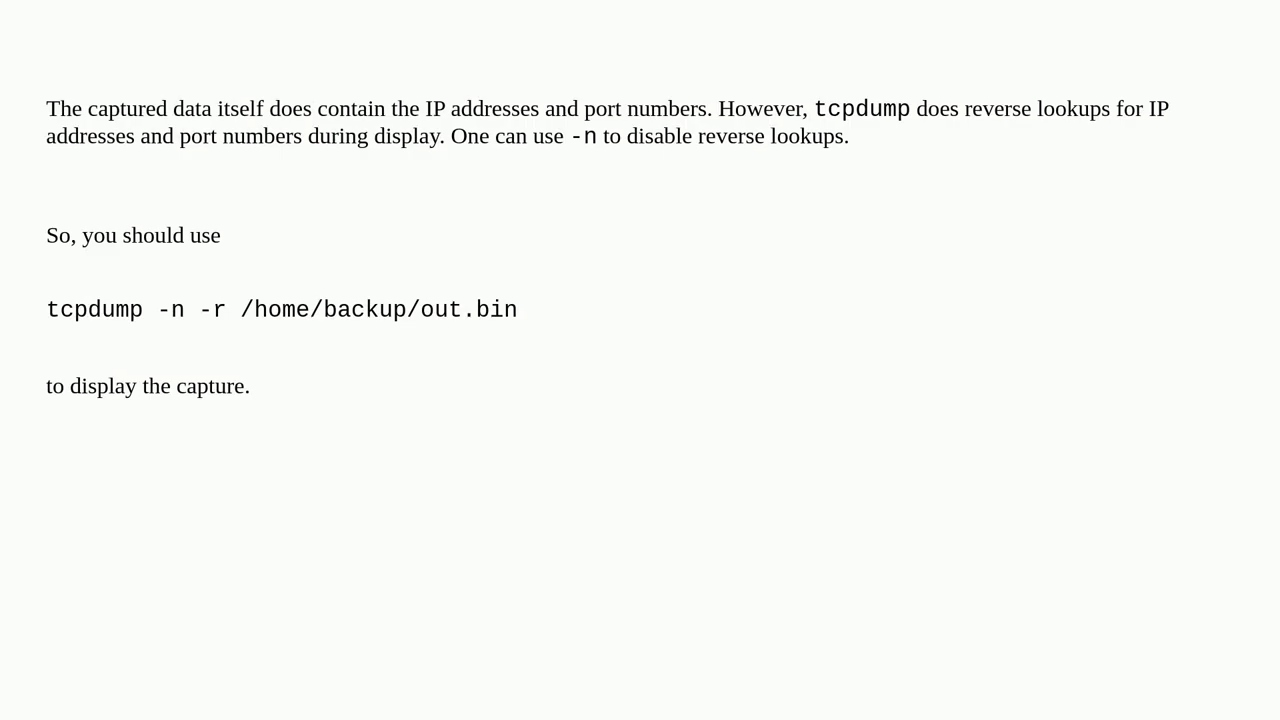 The captured data itself does contain the IP addresses and port numbers. However, tcpdump does reverse lookups for IP
addresses and port numbers during display. One can use -n to disable reverse lookups.
So, you should use
tcpdump -n -r /home/backup/out.bin
to display the capture.